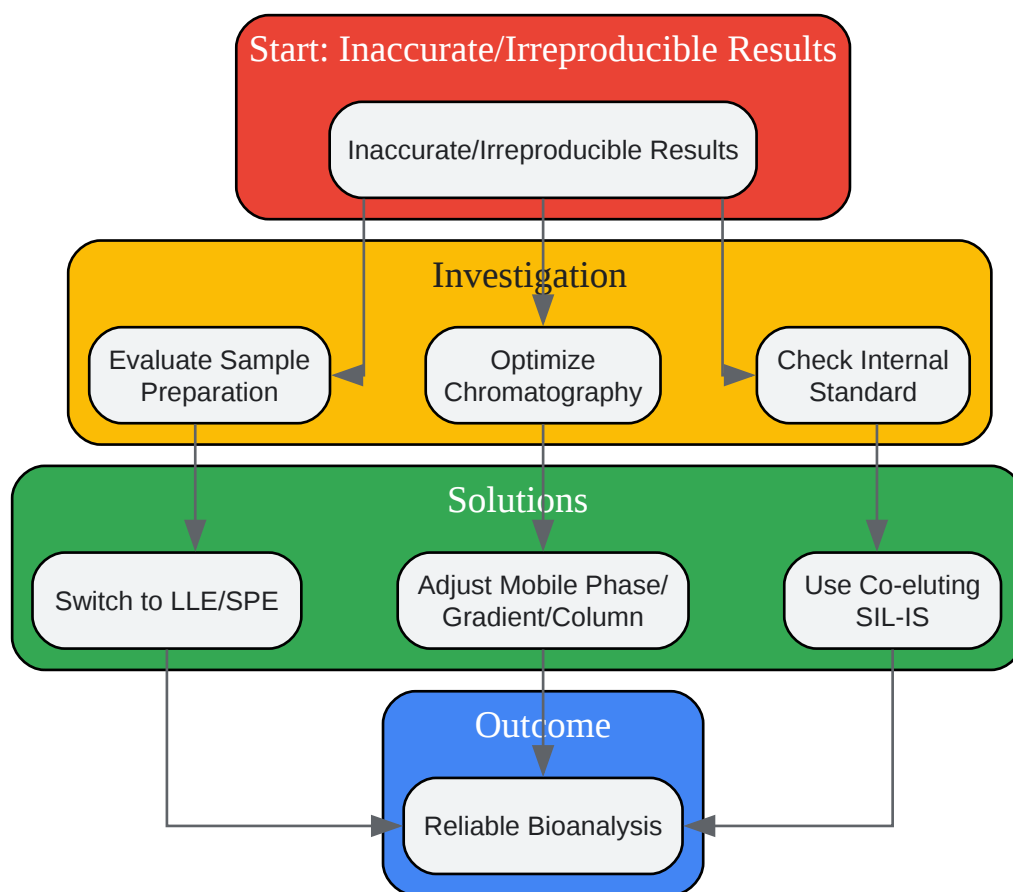 Start: Inaccurate/Irreproducible Results
Inaccurate/Irreproducible Results
Investigation
Evaluate Sample
Preparation
Optimize
Chromatography
Check Internal
Standard
Solutions
Switch to LLE/SPE
Adjust Mobile Phase/
Gradient/Column
Use Co-eluting
SIL-IS
Outcome
Reliable Bioanalysis